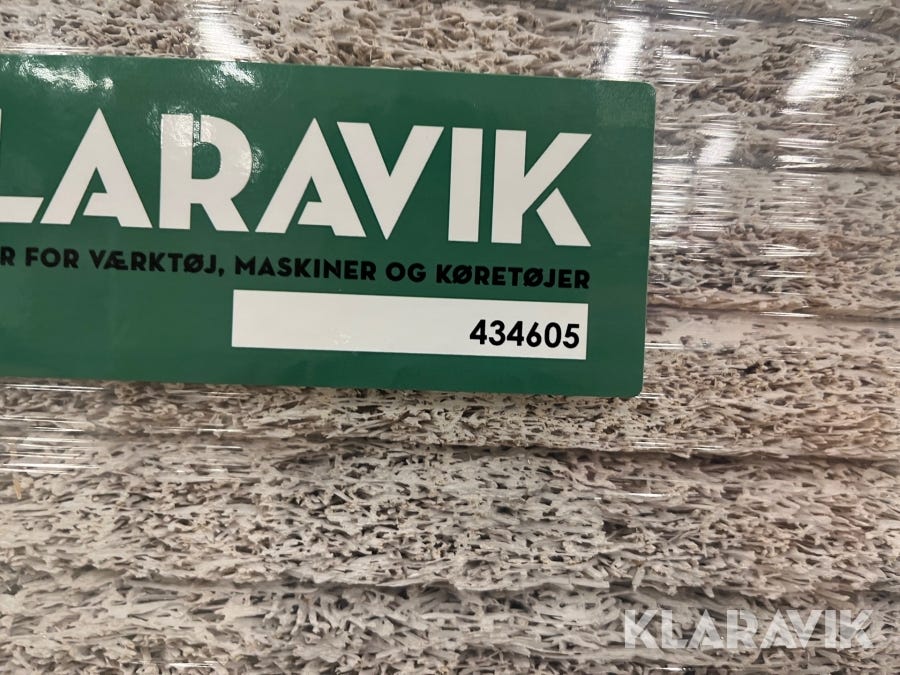 LARAVIK
R FOR VÆRKTØJ, MASKINER OG KØRETØJER
434605
KLARAVIK